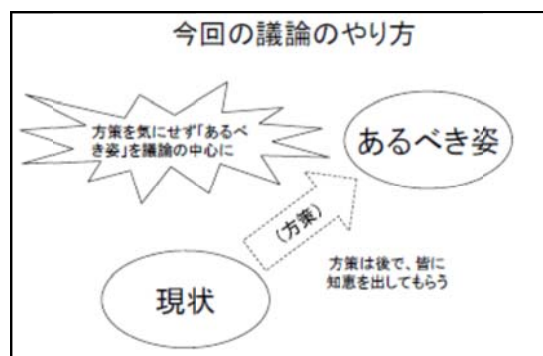 今回の議論のやり方
方策を気にせず「あるべ
き姿」を議論の中心に
あるべき姿
(方策)
方策は後で、皆に
知恵を出してもらう
現状